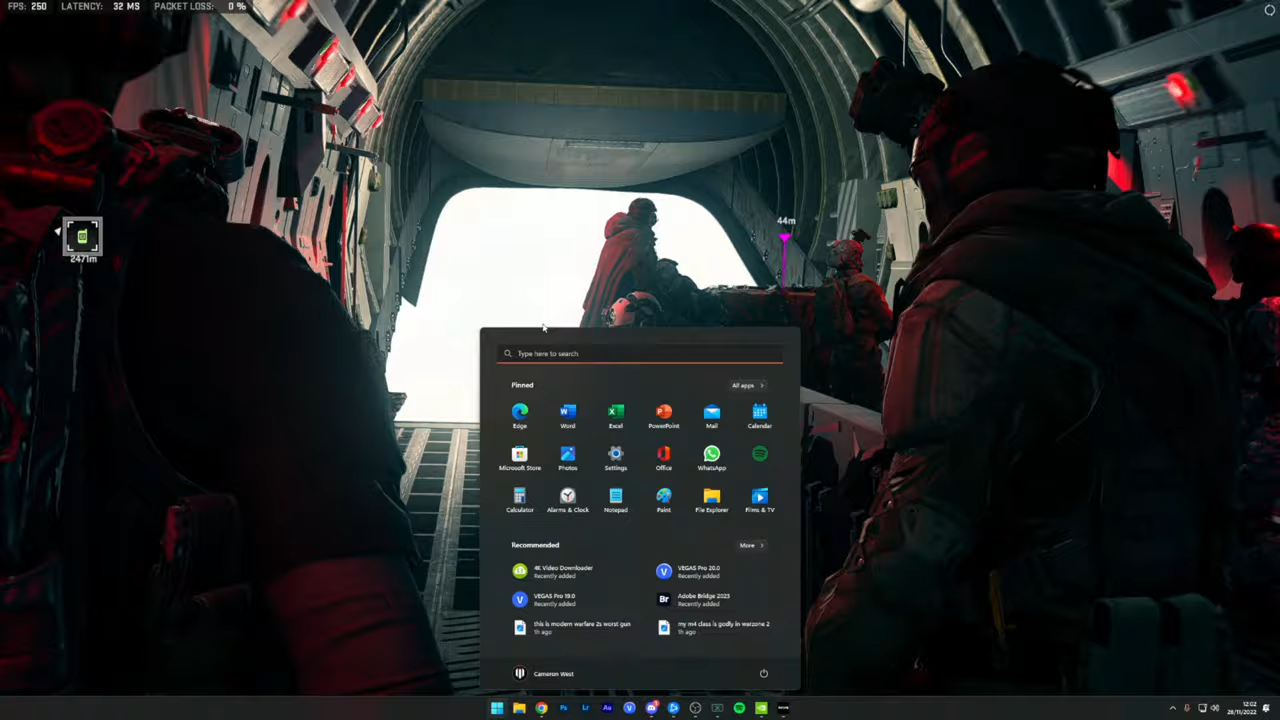 FPS: 250 LATENCY: 32 MS PACKET LOSS: 0 %
44m
2471m
Type here to search
Pinned All apps >
Edge Word Excel PowerPoint Mail Calendar
Microsoft Store Photos Settings Office WhatsApp
Calculator Alarms & Clock Notepad Paint File Explorer Films & TV
Recommended More >
4K Video Downloader
Recently added
VEGAS Pro 20.0
Recently added
VEGAS Pro 19.0
Recently added
Br Adobe Bridge 2023
Recently added
this is modern warfare 2s worst gun
1h ago
my m4 class is godly in warzone 2
1h ago
Cameron West
Ps Lr Au V
12:02
28/11/2022